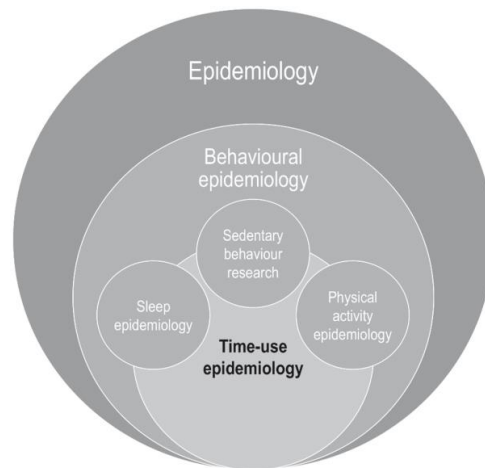 Epidemiology
Behavioural
epidemiology
Sedentary
behaviour
research
Sleep
epidemiology
Physical
activity
epidemiology
Time-use
epidemiology